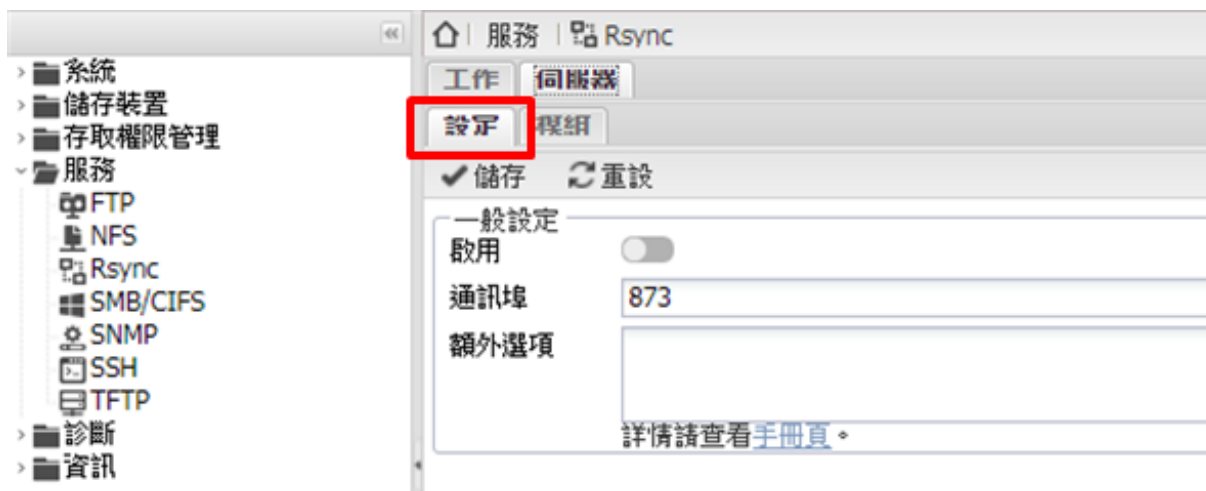 服務 Rsync
系統
儲存裝置
存取權限管理
服務
FTP
NFS
Rsync
SMB/CIFS
SNMP
SSH
TFTP
診斷
資訊
工作 伺服器
設定 模組
儲存 重設
一般設定
啟用
通訊埠 873
額外選項
詳情請查看手冊頁。